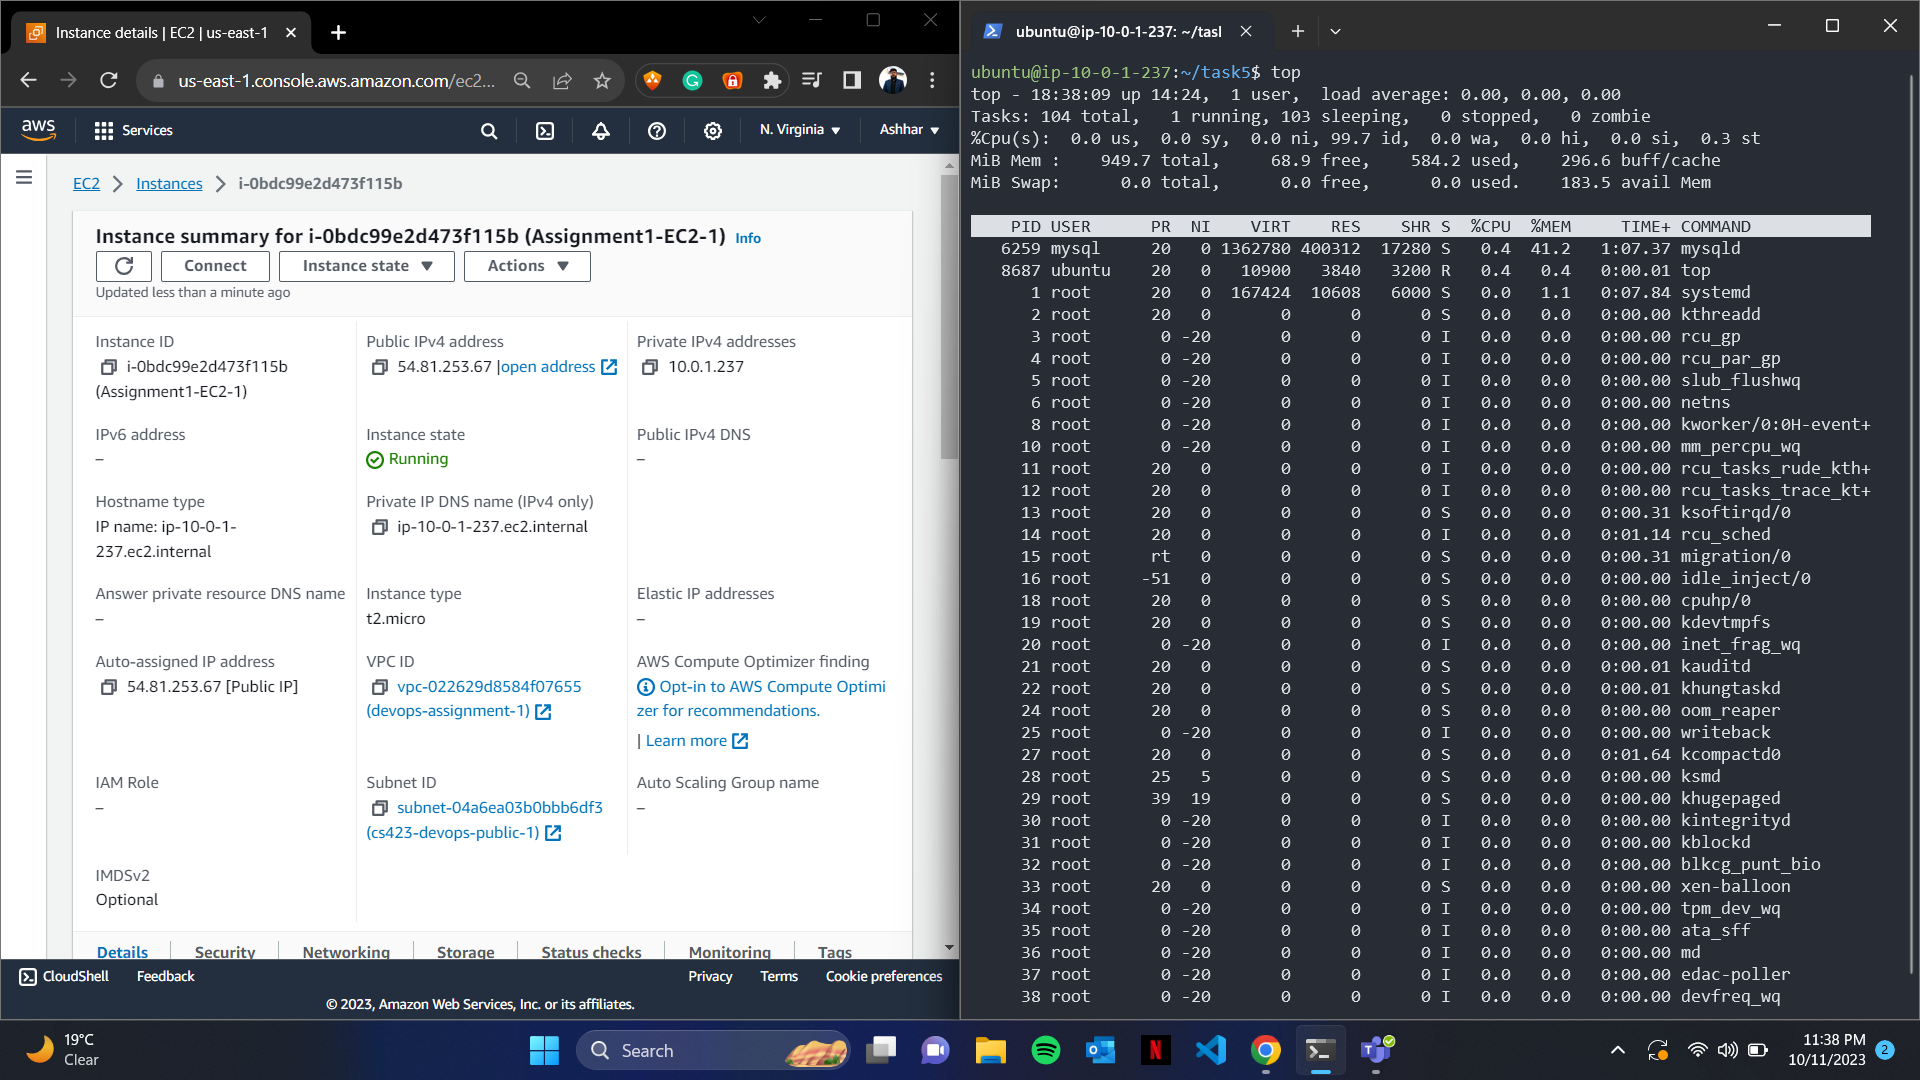 Instance details | EC2 | us-east-1
us-east-1.console.aws.amazon.com/ec2...
aws
Services
N. Virginia
Ashhar
EC2 Instances i-0bdc99e2d473f115b
Instance summary for i-0bdc99e2d473f115b (Assignment1-EC2-1) Info
Connect
Instance state
Actions
Updated less than a minute ago
Instance ID
i-0bdc99e2d473f115b
(Assignment1-EC2-1)
Public IPv4 address
54.81.253.67 |open address
Private IPv4 addresses
10.0.1.237
IPv6 address
–
Instance state
Running
Public IPv4 DNS
–
Hostname type
IP name: ip-10-0-1-
237.ec2.internal
Private IP DNS name (IPv4 only)
ip-10-0-1-237.ec2.internal
Answer private resource DNS name
–
Instance type
t2.micro
Elastic IP addresses
–
Auto-assigned IP address
54.81.253.67 [Public IP]
VPC ID
vpc-022629d8584f07655
(devops-assignment-1)
AWS Compute Optimizer finding
Opt-in to AWS Compute Optimi
zer for recommendations.
| Learn more
IAM Role
–
Subnet ID
subnet-04a6ea03b0bbb6df3
(cs423-devops-public-1)
Auto Scaling Group name
–
IMDSv2
Optional
Details
Security
Networking
Storage
Status checks
Monitoring
Tags
CloudShell
Feedback
Privacy
Terms
Cookie preferences
© 2023, Amazon Web Services, Inc. or its affiliates.
ubuntu@ip-10-0-1-237: ~/tasl
ubuntu@ip-10-0-1-237:~/task5$ top
top - 18:38:09 up 14:24,  1 user,  load average: 0.00, 0.00, 0.00
Tasks: 104 total,   1 running, 103 sleeping,   0 stopped,   0 zombie
%Cpu(s):  0.0 us,  0.0 sy,  0.0 ni, 99.7 id,  0.0 wa,  0.0 hi,  0.0 si,  0.3 st
MiB Mem :    949.7 total,     68.9 free,    584.2 used,    296.6 buff/cache
MiB Swap:      0.0 total,      0.0 free,      0.0 used.    183.5 avail Mem
PID USER PR NI VIRT RES SHR S %CPU %MEM TIME+ COMMAND
6259 mysql 20 0 1362780 400312 17280 S 0.4 41.2 1:07.37 mysqld
8687 ubuntu 20 0 10900 3840 3200 R 0.4 0.4 0:00.01 top
1 root 20 0 167424 10608 6000 S 0.0 1.1 0:07.84 systemd
2 root 20 0 0 0 0 S 0.0 0.0 0:00.00 kthreadd
3 root 0 -20 0 0 0 I 0.0 0.0 0:00.00 rcu_gp
4 root 0 -20 0 0 0 I 0.0 0.0 0:00.00 rcu_par_gp
5 root 0 -20 0 0 0 I 0.0 0.0 0:00.00 slub_flushwq
6 root 0 -20 0 0 0 I 0.0 0.0 0:00.00 netns
8 root 0 -20 0 0 0 I 0.0 0.0 0:00.00 kworker/0:0H-event+
10 root 0 -20 0 0 0 I 0.0 0.0 0:00.00 mm_percpu_wq
11 root 20 0 0 0 0 I 0.0 0.0 0:00.00 rcu_tasks_rude_kth+
12 root 20 0 0 0 0 I 0.0 0.0 0:00.00 rcu_tasks_trace_kt+
13 root 20 0 0 0 0 S 0.0 0.0 0:00.31 ksoftirqd/0
14 root 20 0 0 0 0 I 0.0 0.0 0:01.14 rcu_sched
15 root rt 0 0 0 0 S 0.0 0.0 0:00.31 migration/0
16 root -51 0 0 0 0 S 0.0 0.0 0:00.00 idle_inject/0
18 root 20 0 0 0 0 S 0.0 0.0 0:00.00 cpuhp/0
19 root 20 0 0 0 0 S 0.0 0.0 0:00.00 kdevtmpfs
20 root 0 -20 0 0 0 I 0.0 0.0 0:00.00 inet_frag_wq
21 root 20 0 0 0 0 S 0.0 0.0 0:00.01 kauditd
22 root 20 0 0 0 0 S 0.0 0.0 0:00.01 khungtaskd
24 root 20 0 0 0 0 S 0.0 0.0 0:00.00 oom_reaper
25 root 0 -20 0 0 0 I 0.0 0.0 0:00.00 writeback
27 root 20 0 0 0 0 S 0.0 0.0 0:01.64 kcompactd0
28 root 25 5 0 0 0 S 0.0 0.0 0:00.00 ksmd
29 root 39 19 0 0 0 S 0.0 0.0 0:00.00 khugepaged
30 root 0 -20 0 0 0 I 0.0 0.0 0:00.00 kintegrityd
31 root 0 -20 0 0 0 I 0.0 0.0 0:00.00 kblockd
32 root 0 -20 0 0 0 I 0.0 0.0 0:00.00 blkcg_punt_bio
33 root 20 0 0 0 0 S 0.0 0.0 0:00.00 xen-balloon
34 root 0 -20 0 0 0 I 0.0 0.0 0:00.00 tpm_dev_wq
35 root 0 -20 0 0 0 I 0.0 0.0 0:00.00 ata_sff
36 root 0 -20 0 0 0 I 0.0 0.0 0:00.00 md
37 root 0 -20 0 0 0 I 0.0 0.0 0:00.00 edac-poller
38 root 0 -20 0 0 0 I 0.0 0.0 0:00.00 devfreq_wq
19°C
Clear
Search
11:38 PM
10/11/2023
2